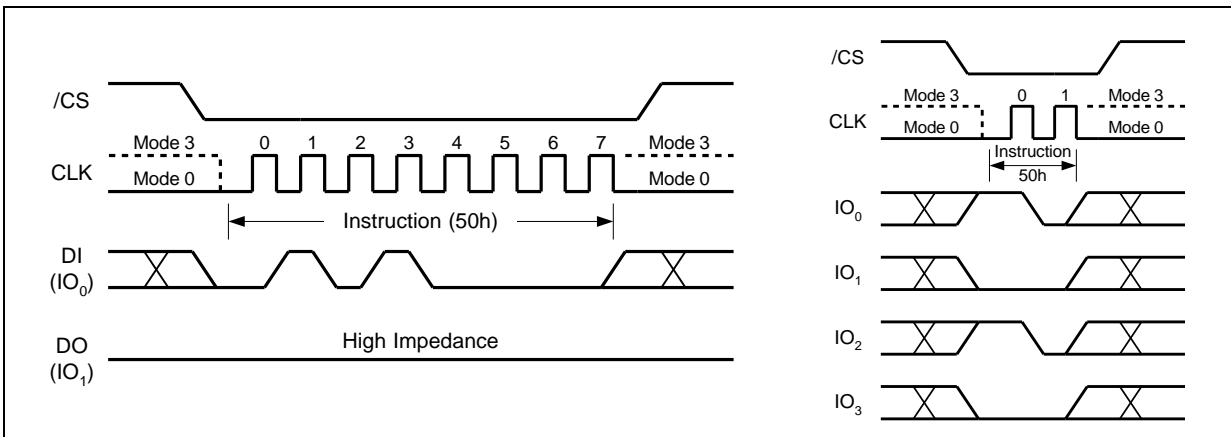 /CS
Mode 3 0 1 2 3 4 5 6 7 Mode 3
CLK
Mode 0 Mode 0
Instruction (50h)
DI
(IO0)
High Impedance
DO
(IO1)
/CS
Mode 3 0 1 Mode 3
CLK
Mode 0 Mode 0
Instruction
50h
IO0
IO1
IO2
IO3